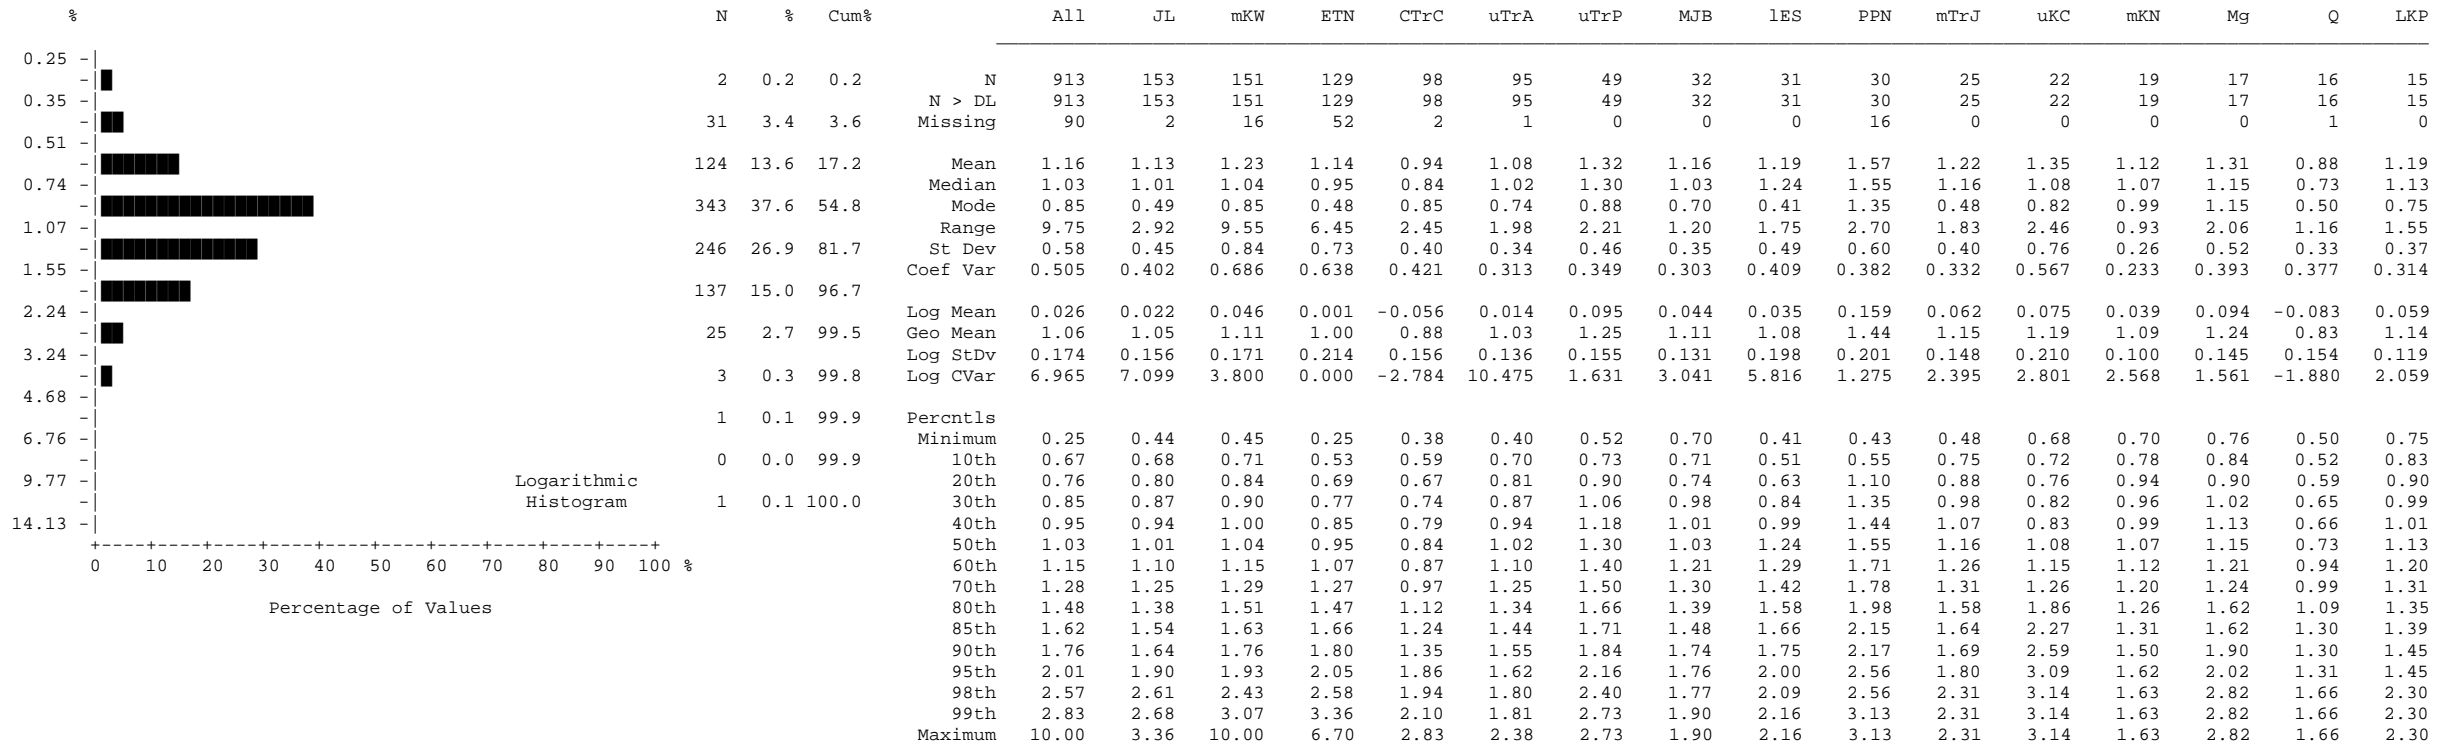 % N % Cum% All JL mKW ETN CTrC uTrA uTrP MJB lES PPN mTrJ uKC mKN Mg Q LKP
0.25
2 0.2 0.2 N 913 153 151 129 98 95 49 32 31 30 25 22 19 17 16 15
0.35 N > DL 913 153 151 129 98 95 49 32 31 30 25 22 19 17 16 15
31 3.4 3.6 Missing 90 2 16 52 2 1 0 0 0 16 0 0 0 0 1 0
0.51
124 13.6 17.2 Mean 1.16 1.13 1.23 1.14 0.94 1.08 1.32 1.16 1.19 1.57 1.22 1.35 1.12 1.31 0.88 1.19
0.74 Median 1.03 1.01 1.04 0.95 0.84 1.02 1.30 1.03 1.24 1.55 1.16 1.08 1.07 1.15 0.73 1.13
343 37.6 54.8 Mode 0.85 0.49 0.85 0.48 0.85 0.74 0.88 0.70 0.41 1.35 0.48 0.82 0.99 1.15 0.50 0.75
1.07 Range 9.75 2.92 9.55 6.45 2.45 1.98 2.21 1.20 1.75 2.70 1.83 2.46 0.93 2.06 1.16 1.55
246 26.9 81.7 St Dev 0.58 0.45 0.84 0.73 0.40 0.34 0.46 0.35 0.49 0.60 0.40 0.76 0.26 0.52 0.33 0.37
1.55 Coef Var 0.505 0.402 0.686 0.638 0.421 0.313 0.349 0.303 0.409 0.382 0.332 0.567 0.233 0.393 0.377 0.314
137 15.0 96.7
2.24 Log Mean 0.026 0.022 0.046 0.001 -0.056 0.014 0.095 0.044 0.035 0.159 0.062 0.075 0.039 0.094 -0.083 0.059
25 2.7 99.5 Geo Mean 1.06 1.05 1.11 1.00 0.88 1.03 1.25 1.11 1.08 1.44 1.15 1.19 1.09 1.24 0.83 1.14
3.24 Log StDv 0.174 0.156 0.171 0.214 0.156 0.136 0.155 0.131 0.198 0.201 0.148 0.210 0.100 0.145 0.154 0.119
3 0.3 99.8 Log CVar 6.965 7.099 3.800 0.000 -2.784 10.475 1.631 3.041 5.816 1.275 2.395 2.801 2.568 1.561 -1.880 2.059
4.68
1 0.1 99.9 Percntls
6.76 Minimum 0.25 0.44 0.45 0.25 0.38 0.40 0.52 0.70 0.41 0.43 0.48 0.68 0.70 0.76 0.50 0.75
0 0.0 99.9 10th 0.67 0.68 0.71 0.53 0.59 0.70 0.73 0.71 0.51 0.55 0.75 0.72 0.78 0.84 0.52 0.83
9.77 Logarithmic 20th 0.76 0.80 0.84 0.69 0.67 0.81 0.90 0.74 0.63 1.10 0.88 0.76 0.94 0.90 0.59 0.90
Histogram 1 0.1 100.0 30th 0.85 0.87 0.90 0.77 0.74 0.87 1.06 0.98 0.84 1.35 0.98 0.82 0.96 1.02 0.65 0.99
14.13 40th 0.95 0.94 1.00 0.85 0.79 0.94 1.18 1.01 0.99 1.44 1.07 0.83 0.99 1.13 0.66 1.01
50th 1.03 1.01 1.04 0.95 0.84 1.02 1.30 1.03 1.24 1.55 1.16 1.08 1.07 1.15 0.73 1.13
0 10 20 30 40 50 60 70 80 90 100 % 60th 1.15 1.10 1.15 1.07 0.87 1.10 1.40 1.21 1.29 1.71 1.26 1.15 1.12 1.21 0.94 1.20
70th 1.28 1.25 1.29 1.27 0.97 1.25 1.50 1.30 1.42 1.78 1.31 1.26 1.20 1.24 0.99 1.31
Percentage of Values 80th 1.48 1.38 1.51 1.47 1.12 1.34 1.66 1.39 1.58 1.98 1.58 1.86 1.26 1.62 1.09 1.35
85th 1.62 1.54 1.63 1.66 1.24 1.44 1.71 1.48 1.66 2.15 1.64 2.27 1.31 1.62 1.30 1.39
90th 1.76 1.64 1.76 1.80 1.35 1.55 1.84 1.74 1.75 2.17 1.69 2.59 1.50 1.90 1.30 1.45
95th 2.01 1.90 1.93 2.05 1.86 1.62 2.16 1.76 2.00 2.56 1.80 3.09 1.62 2.02 1.31 1.45
98th 2.57 2.61 2.43 2.58 1.94 1.80 2.40 1.77 2.09 2.56 2.31 3.14 1.63 2.82 1.66 2.30
99th 2.83 2.68 3.07 3.36 2.10 1.81 2.73 1.90 2.16 3.13 2.31 3.14 1.63 2.82 1.66 2.30
Maximum 10.00 3.36 10.00 6.70 2.83 2.38 2.73 1.90 2.16 3.13 2.31 3.14 1.63 2.82 1.66 2.30